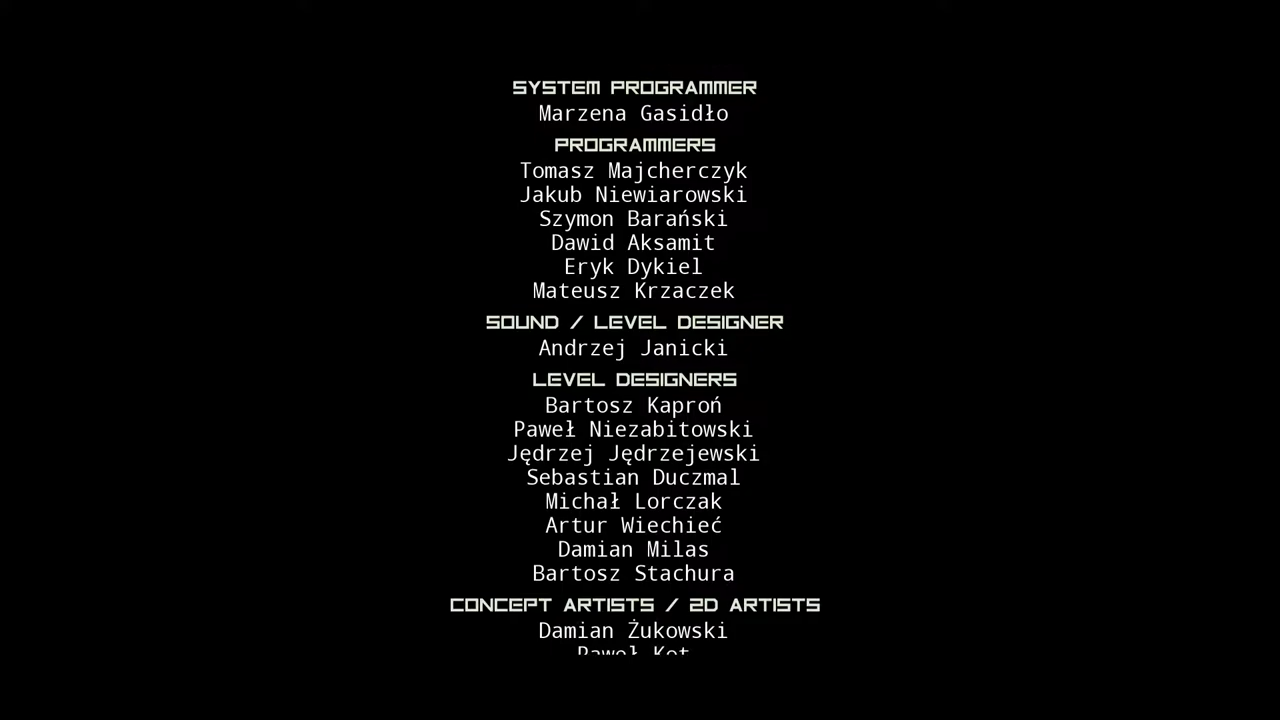 SYSTEM PROGRAMMER
Marzena Gasidło
PROGRAMMERS
Tomasz Majcherczyk
Jakub Niewiarowski
Szymon Barański
Dawid Aksamit
Eryk Dykiel
Mateusz Krzaczek
SOUND / LEVEL DESIGNER
Andrzej Janicki
LEVEL DESIGNERS
Bartosz Kaproń
Paweł Niezabitowski
Jędrzej Jędrzejewski
Sebastian Duczmal
Michał Lorczak
Artur Wiechieć
Damian Milas
Bartosz Stachura
CONCEPT ARTISTS / 2D ARTISTS
Damian Żukowski
Paweł Kot